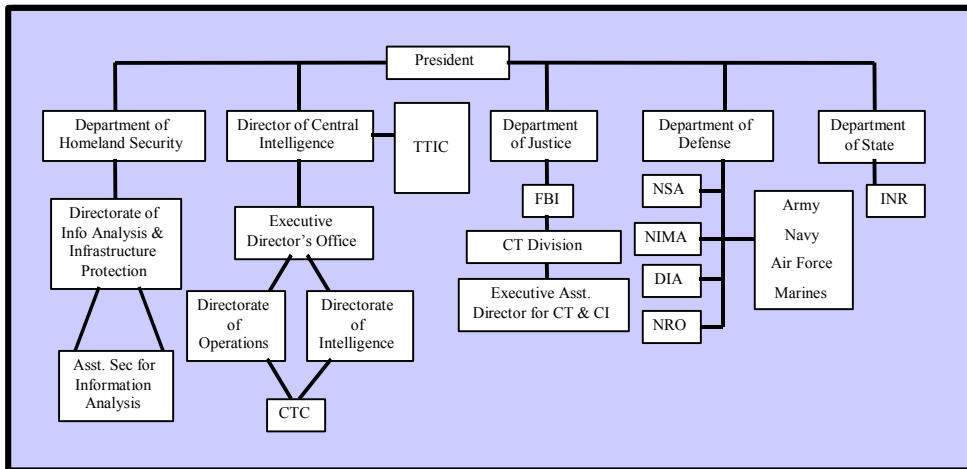 President
Department of
Homeland Security
Director of Central
Intelligence
TTIC
Department
of Justice
Department of
Defense
Department
of State
Directorate of
Info Analysis &
Infrastructure
Protection
Executive
Director's Office
FBI
CT Division
Executive Asst.
Director for CT & CI
NSA
NIMA
DIA
NRO
Army
Navy
Air Force
Marines
INR
Directorate
of
Operations
Directorate
of
Intelligence
Asst. Sec for
Information
Analysis
CTC